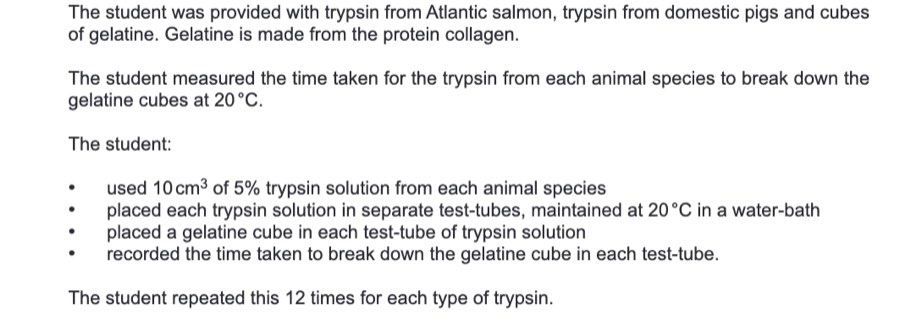 The student was provided with trypsin from Atlantic salmon, trypsin from domestic pigs and cubes
of gelatine. Gelatine is made from the protein collagen.
The student measured the time taken for the trypsin from each animal species to break down the
gelatine cubes at 20 °C.
The student:
• used 10 cm³ of 5% trypsin solution from each animal species
• placed each trypsin solution in separate test-tubes, maintained at 20 °C in a water-bath
• placed a gelatine cube in each test-tube of trypsin solution
• recorded the time taken to break down the gelatine cube in each test-tube.
The student repeated this 12 times for each type of trypsin.